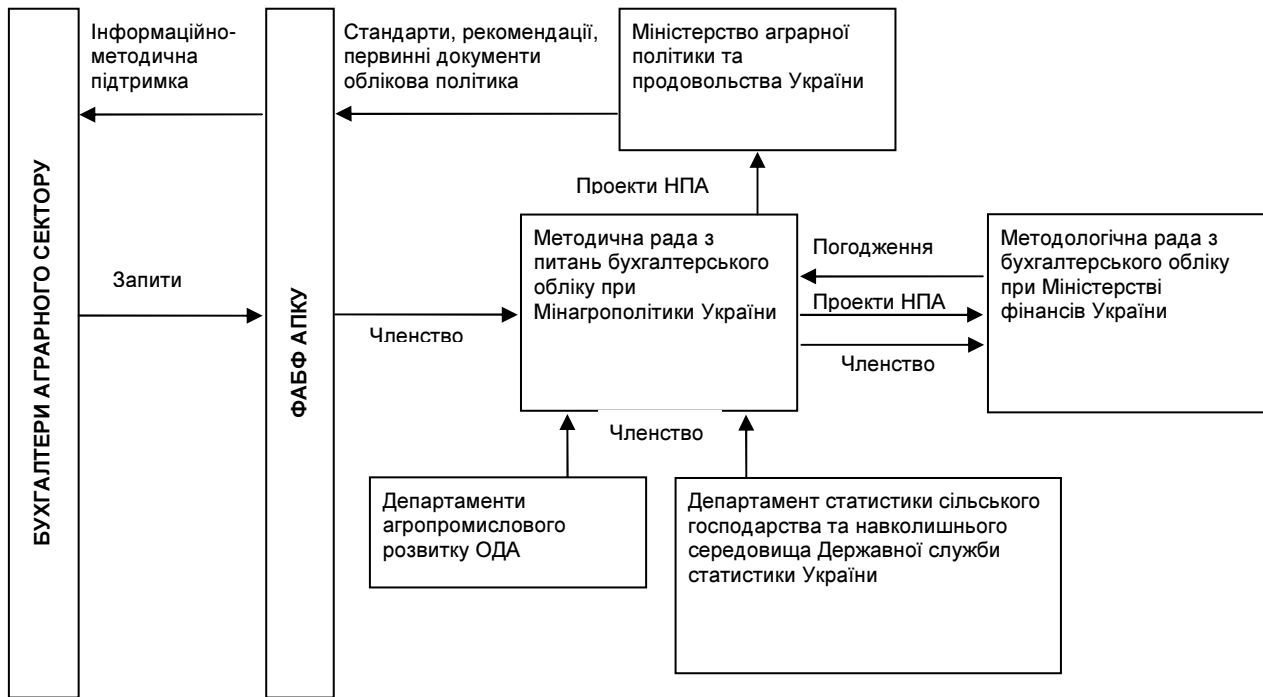 Інформаційно-
методична
підтримка
Стандарти, рекомендації,
первинні документи
облікова політика
Міністерство аграрної
політики та
продовольства України
Проекти НПА
БУХГАЛТЕРИ АГРАРНОГО СЕКТОРУ
Запити
ФАБФ АПКУ
Членство
Методична рада з
питань бухгалтерського
обліку при
Мінагрополітики України
Погодження
Проекти НПА
Членство
Методологічна рада з
бухгалтерського обліку
при Міністерстві
фінансів України
Членство
Департаменти
агропромислового
розвитку ОДА
Департамент статистики сільського
господарства та навколишнього
середовища Державної служби
статистики України